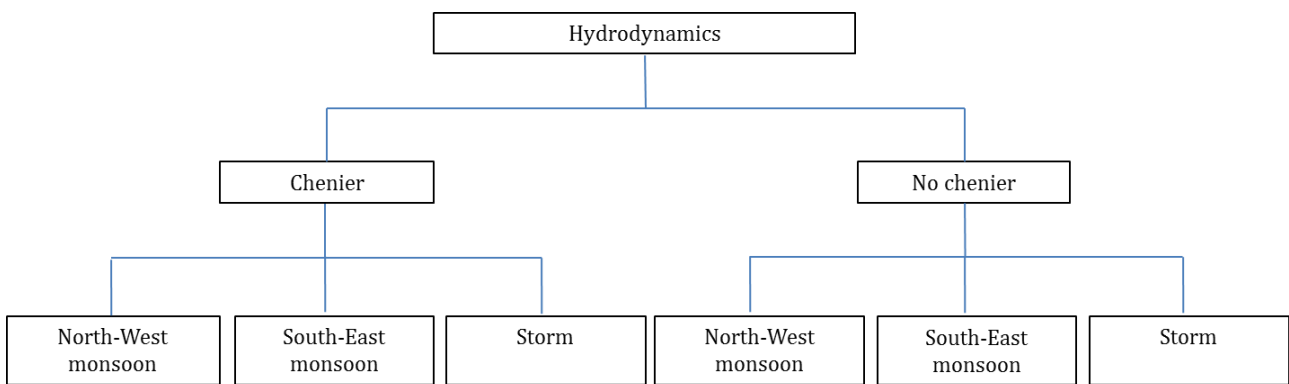 Hydrodynamics
Chenier
No chenier
North-West
monsoon
South-East
monsoon
Storm
North-West
monsoon
South-East
monsoon
Storm